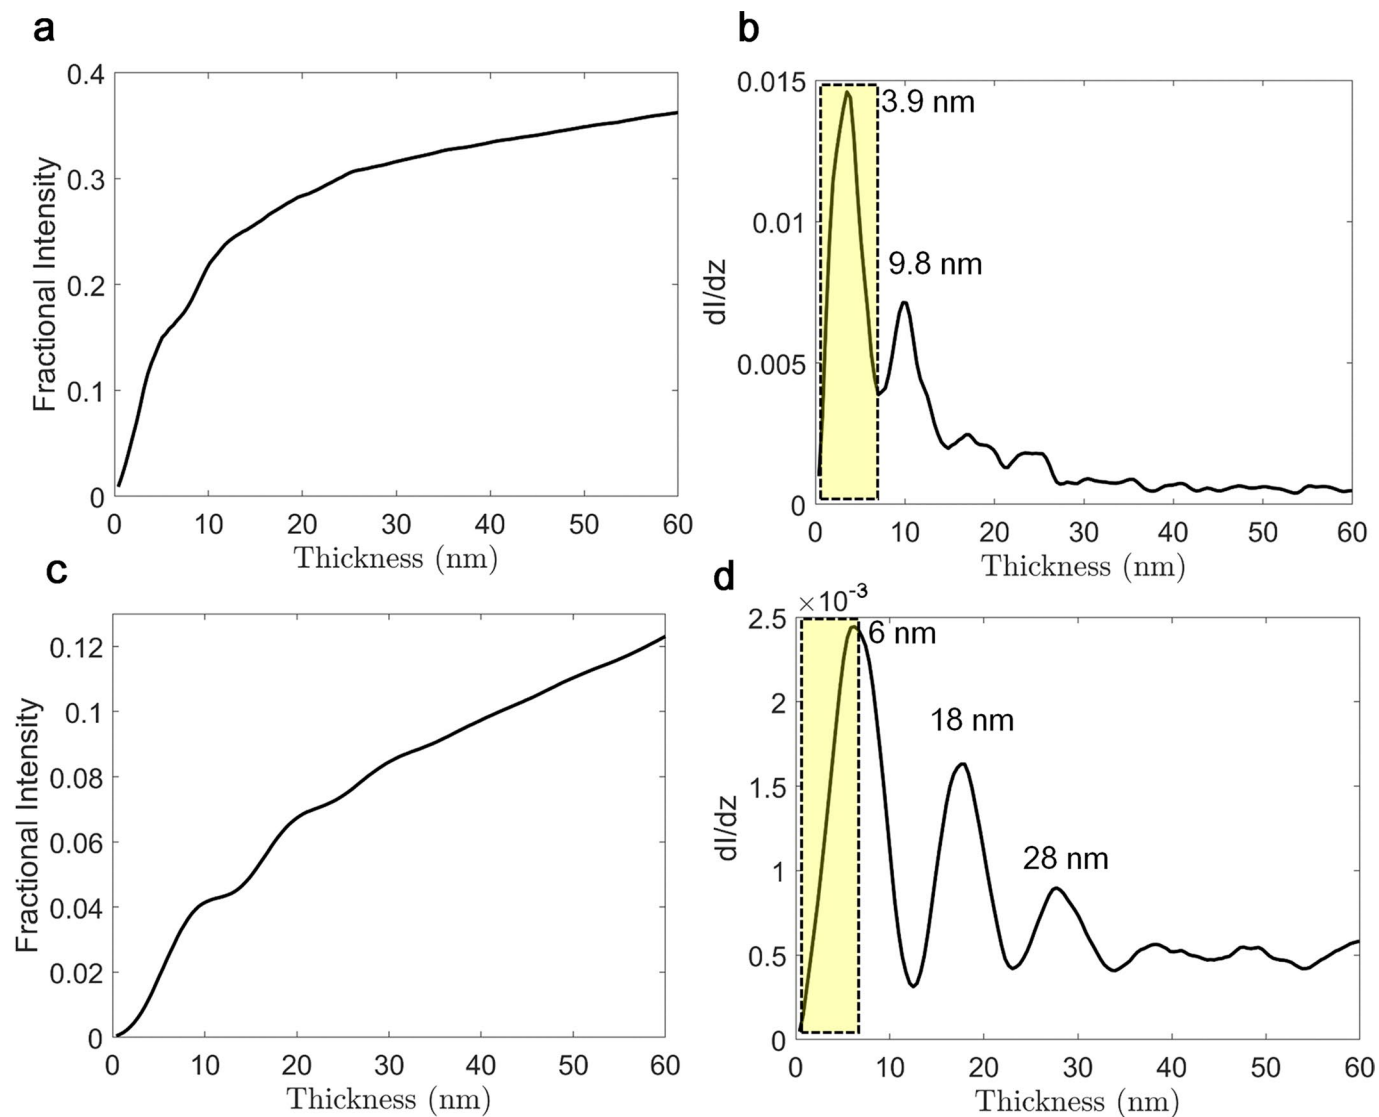 a
0.4
0.3
0.2
0.1
0
Fractional Intensity
0 10 20 30 40 50 60
Thickness (nm)
b
0.015
0.01
0.005
0
dI/dz
3.9 nm
9.8 nm
0 10 20 30 40 50 60
Thickness (nm)
c
0.12
0.1
0.08
0.06
0.04
0.02
0
Fractional Intensity
0 10 20 30 40 50 60
Thickness (nm)
d
×10-3
2.5
2
1.5
1
0.5
0
dI/dz
6 nm
18 nm
28 nm
0 10 20 30 40 50 60
Thickness (nm)